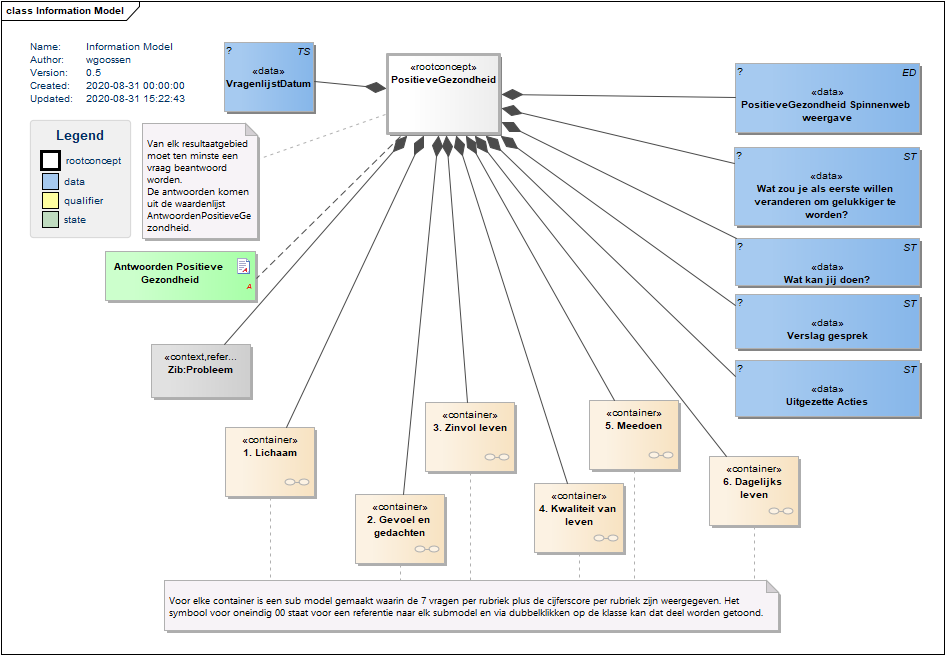 class Information Model
Name: Information Model
Author: wgoossen
Version: 0.5
Created: 2020-08-31 00:00:00
Updated: 2020-08-31 15:22:43
Legend
rootconcept
data
qualifier
state
Van elk resultaatgebied
moet ten minste een
vraag beantwoord
worden.
De antwoorden komen
uit de waardenlijst
AntwoordenPositieveGe
zondheid.
? TS
«data»
VragenlijstDatum
«rootconcept»
PositieveGezondheid
? ED
«data»
PositieveGezondheid Spinnenweb
weergave
? ST
«data»
Wat zou je als eerste willen
veranderen om gelukkiger te
worden?
? ST
«data»
Wat kan jij doen?
? ST
«data»
Verslag gesprek
? ST
«data»
Uitgezette Acties
Antwoorden Positieve
Gezondheid
A
«context,refer...
Zib:Probleem
«container»
1. Lichaam
«container»
2. Gevoel en
gedachten
«container»
3. Zinvol leven
«container»
4. Kwaliteit van
leven
«container»
5. Meedoen
«container»
6. Dagelijks
leven
Voor elke container is een sub model gemaakt waarin de 7 vragen per rubriek plus de cijferscore per rubriek zijn weergegeven. Het
symbool voor oneindig 00 staat voor een referentie naar elk submodel en via dubbelklikken op de klasse kan dat deel worden getoond.